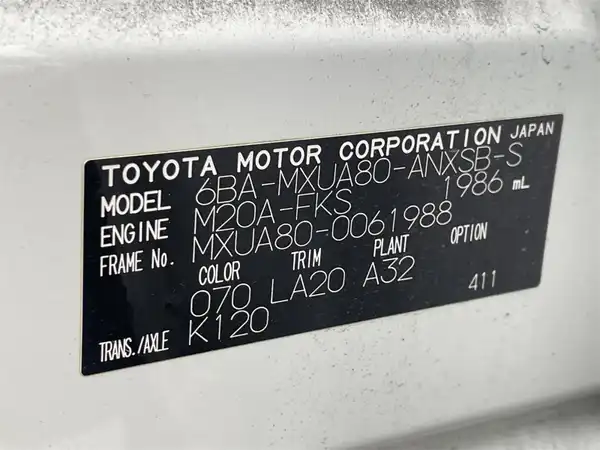 TOYOTA MOTOR CORPORATION JAPAN
MODEL 6BA-MXUA80-ANXSB-S
ENGINE M20A-FKS 1986 mL
FRAME No. MXUA80-0061988
COLOR TRIM PLANT OPTION
070 LA20 A32 411
TRANS./AXLE K120